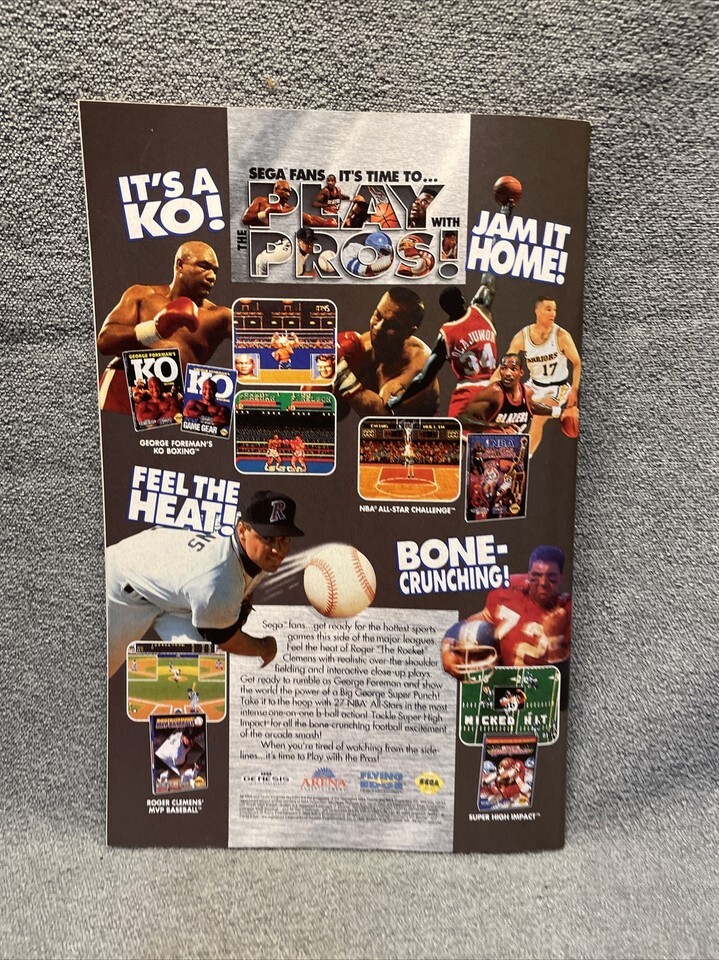 SEGA FANS IT'S TIME TO...
PLAY
WITH
THE
PROS!
IT'S A
KO!
JAM IT
HOME!
OLAJUWON
34
WARRIORS
17
BLAZERS
GEORGE FOREMAN'S
KO
KO
GAME GEAR
GEORGE FOREMAN'S
KO BOXING™
NBA
NBA® ALL-STAR CHALLENGE™
FEEL THE
HEAT!
R
NS
BONE-
CRUNCHING!
72
Sega™ fans...get ready for the hottest sports
games this side of the major leagues.
Feel the heat of Roger "The Rocket"
Clemens with realistic over-the-shoulder
fielding and interactive close-up plays.
Get ready to rumble as George Foreman and show
the world the power of a Big George Super Punch!
Take it to the hoop with 27 NBA® All-Stars in the most
intense one-on-one b-ball action! Tackle Super High
Impact™ for all the bone-crunching football excitement
of the arcade smash!
When you're tired of watching from the side-
lines...it's time to Play with the Pros!
WICKED HIT
ROGER CLEMENS'
MVP BASEBALL™
SUPER HIGH IMPACT™
GENESIS
ARENA
FLYING
EDGE
SEGA